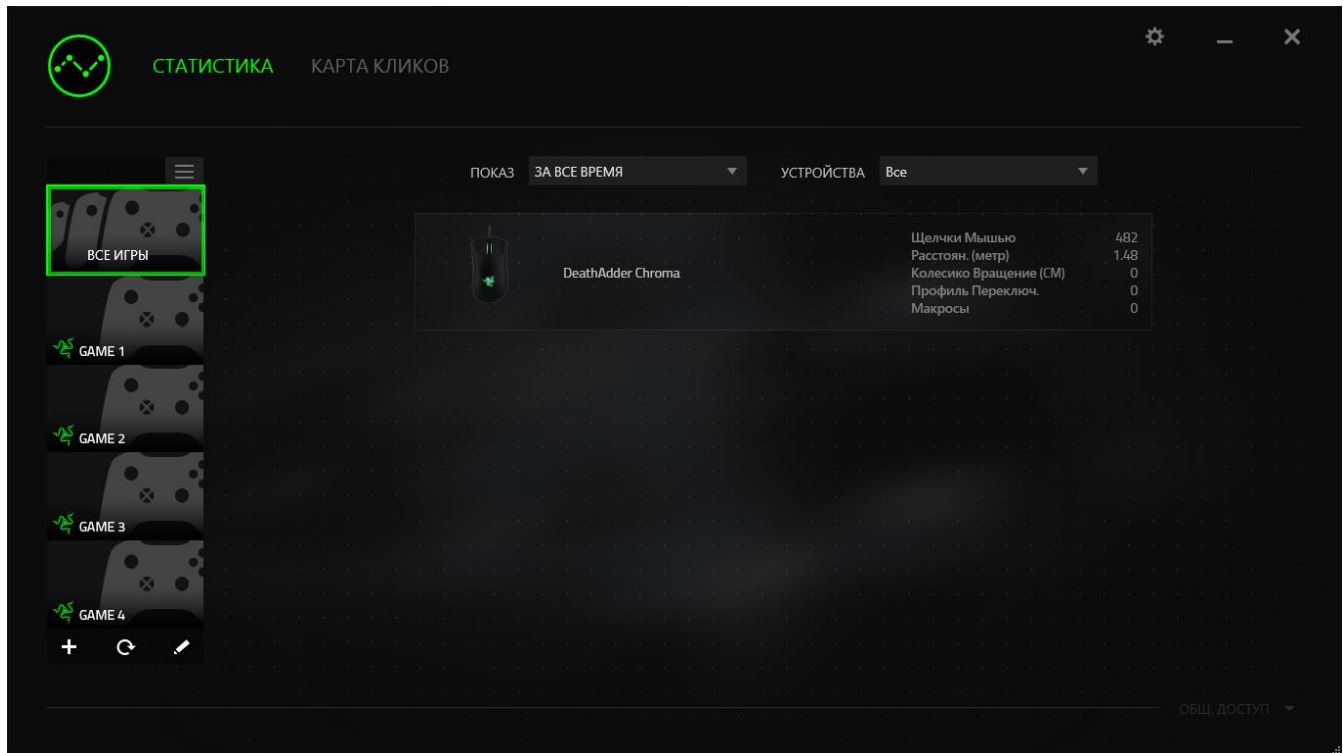 СТАТИСТИКА КАРТА КЛИКОВ
ПОКАЗ ЗА ВСЕ ВРЕМЯ УСТРОЙСТВА Все
ВСЕ ИГРЫ
GAME 1
GAME 2
GAME 3
GAME 4
DeathAdder Chroma
Щелчки Мышью 482
Расстоян. (метр) 1.48
Колесико Вращение (СМ) 0
Профиль Переключ. 0
Макросы 0
ОБЩ. ДОСТУП